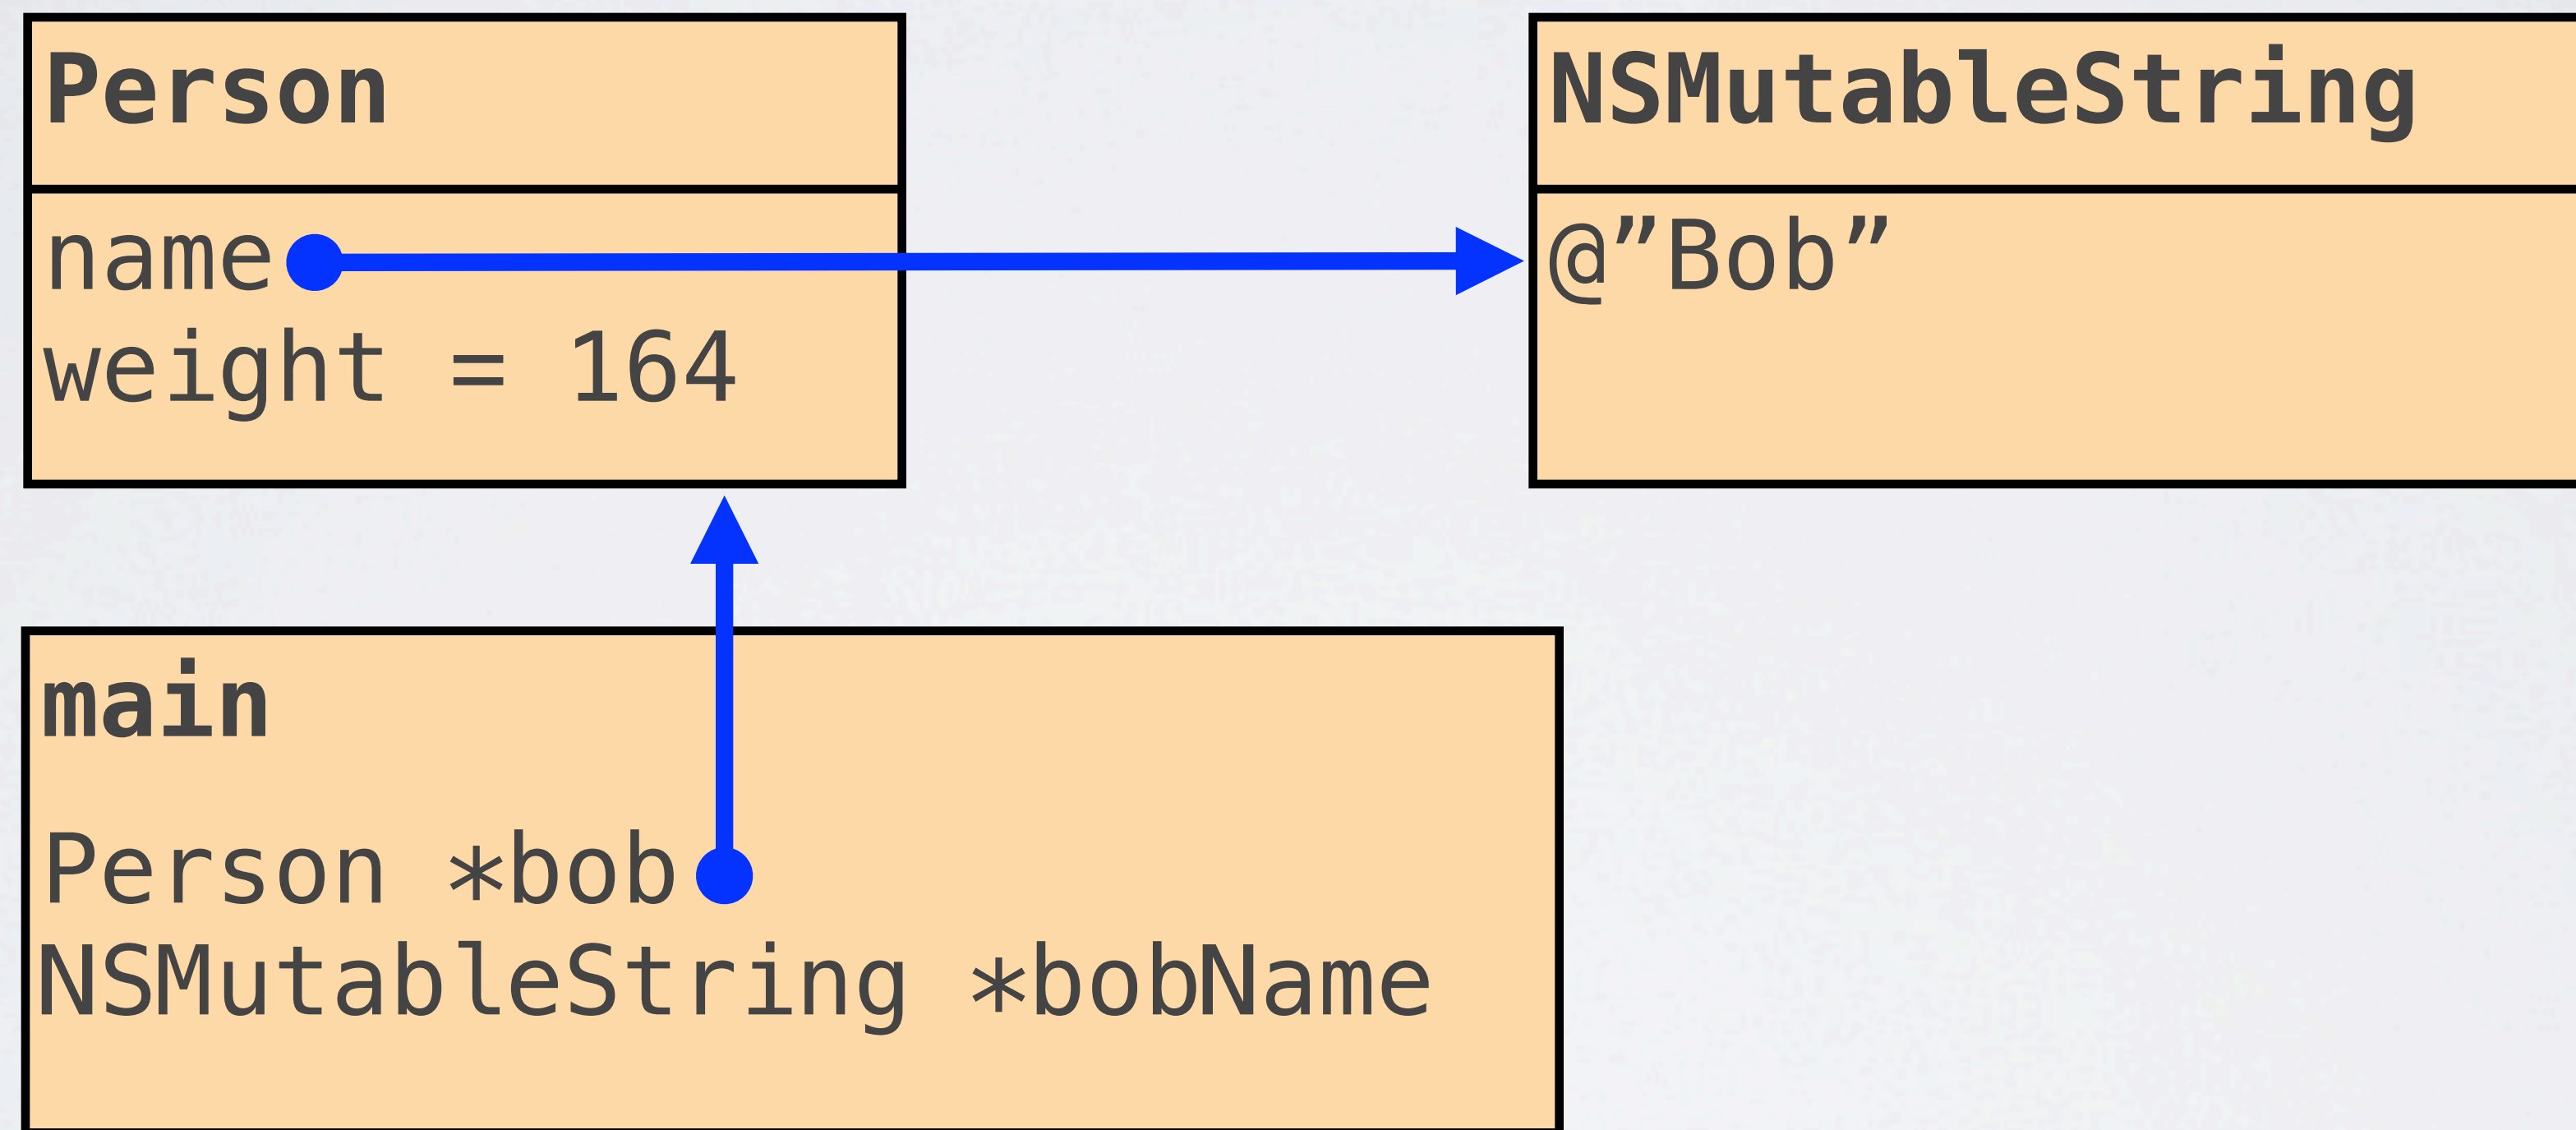 Person
name
weight = 164
NSMutableString
@”Bob”
main
Person *bob
NSMutableString *bobName